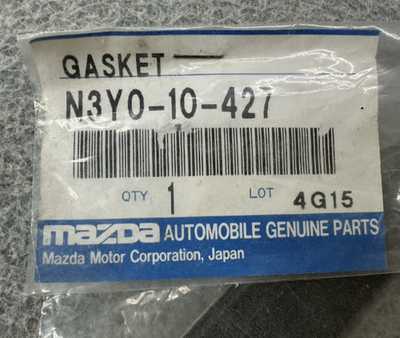 GASKET
N3Y0-10-427
QTY 1 LOT 4G15
mazda AUTOMOBILE GENUINE PARTS
Mazda Motor Corporation, Japan